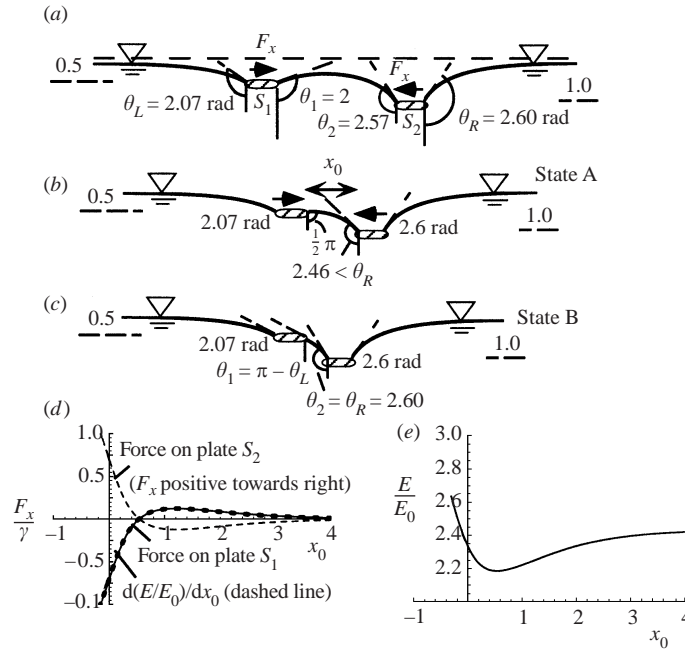 (a)
F_x
F_x
0.5
1.0
θ_L = 2.07 rad
S_1
θ_1 = 2
θ_2 = 2.57
S_2
θ_R = 2.60 rad
x_0
(b)
State A
0.5
1.0
2.07 rad
½ π
2.6 rad
2.46 < θ_R
(c)
State B
0.5
1.0
2.07 rad
2.6 rad
θ_1 = π – θ_L
θ_2 = θ_R = 2.60
(d)
1.0
Force on plate S_2
0.5
(F_x positive towards right)
F_x/γ
–1
0
1
2
3
4
x_0
–0.5
Force on plate S_1
–0.1
d(E/E_0)/dx_0 (dashed line)
(e)
3.0
2.8
E/E_0
2.6
2.4
2.2
–1
0
1
2
3
4
x_0